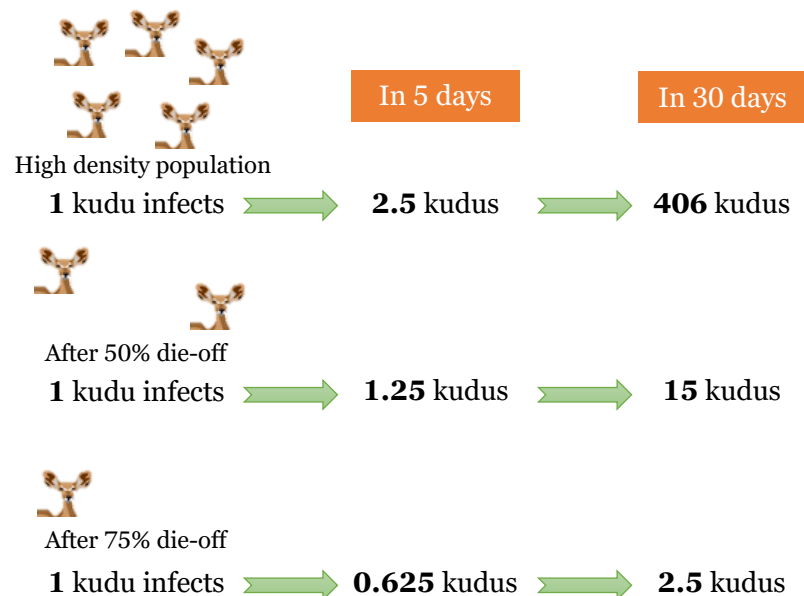 In 5 days
In 30 days
High density population
1 kudu infects
2.5 kudus
406 kudus
After 50% die-off
1 kudu infects
1.25 kudus
15 kudus
After 75% die-off
1 kudu infects
0.625 kudus
2.5 kudus